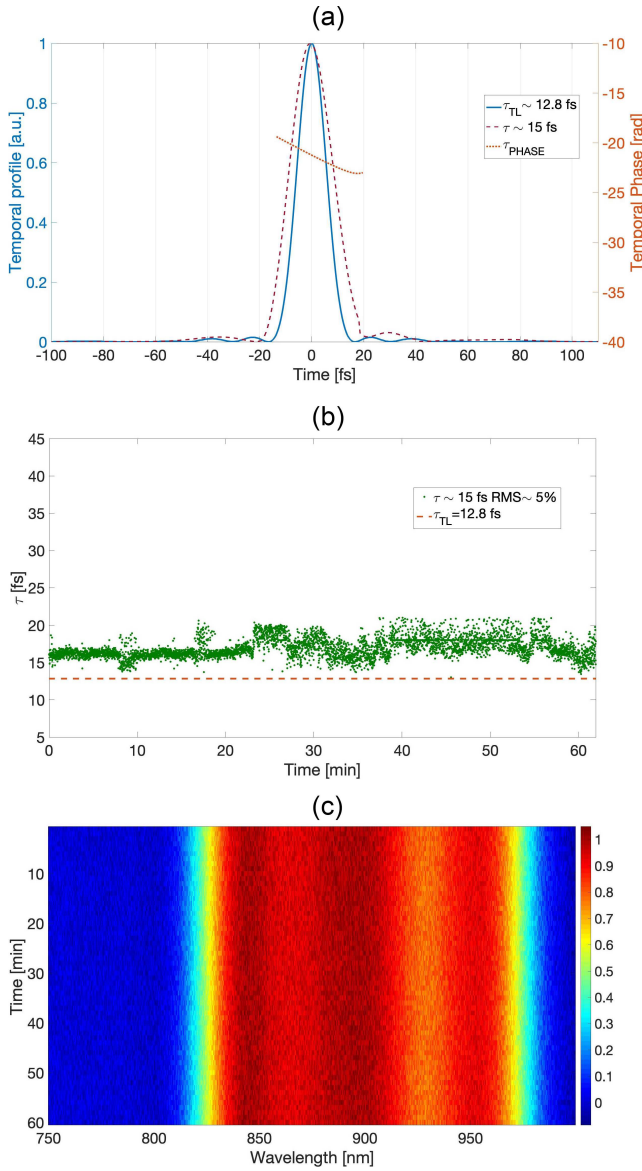 (a)
1
0.8
0.6
0.4
0.2
0
Temporal profile [a.u.]
-10
-15
-20
-25
-30
-35
-40
Temporal Phase [rad]
τTL ∼ 12.8 fs
τ ∼ 15 fs
τPHASE
-100 -80 -60 -40 -20 0 20 40 60 80 100
Time [fs]
(b)
45
40
35
30
25
20
15
10
5
τ [fs]
τ ∼ 15 fs RMS∼ 5%
τTL=12.8 fs
0 10 20 30 40 50 60
Time [min]
(c)
10
20
30
40
50
60
Time [min]
1
0.9
0.8
0.7
0.6
0.5
0.4
0.3
0.2
0.1
0
750 800 850 900 950
Wavelength [nm]